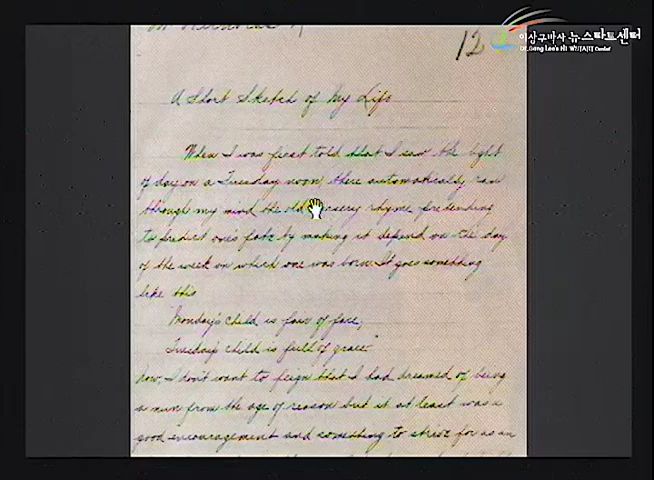 12
이상구박사 뉴스타트센터
Dr.Sang Lee's NEWSTART Center
A Short Sketch of My Life
When I was first told that I saw the light
of day on a Tuesday noon, there automatically ran
through my mind the old nursery rhyme pretending
to predict one's fate by making it depend on the day
of the week on which one was born. It goes something
like this
"Monday's child is fair of face,
Tuesday's child is full of grace"
Now, I don't want to feign that I had dreamed of being
a nun from the age of reason but it at least was a
good encouragement and something to strive for as an